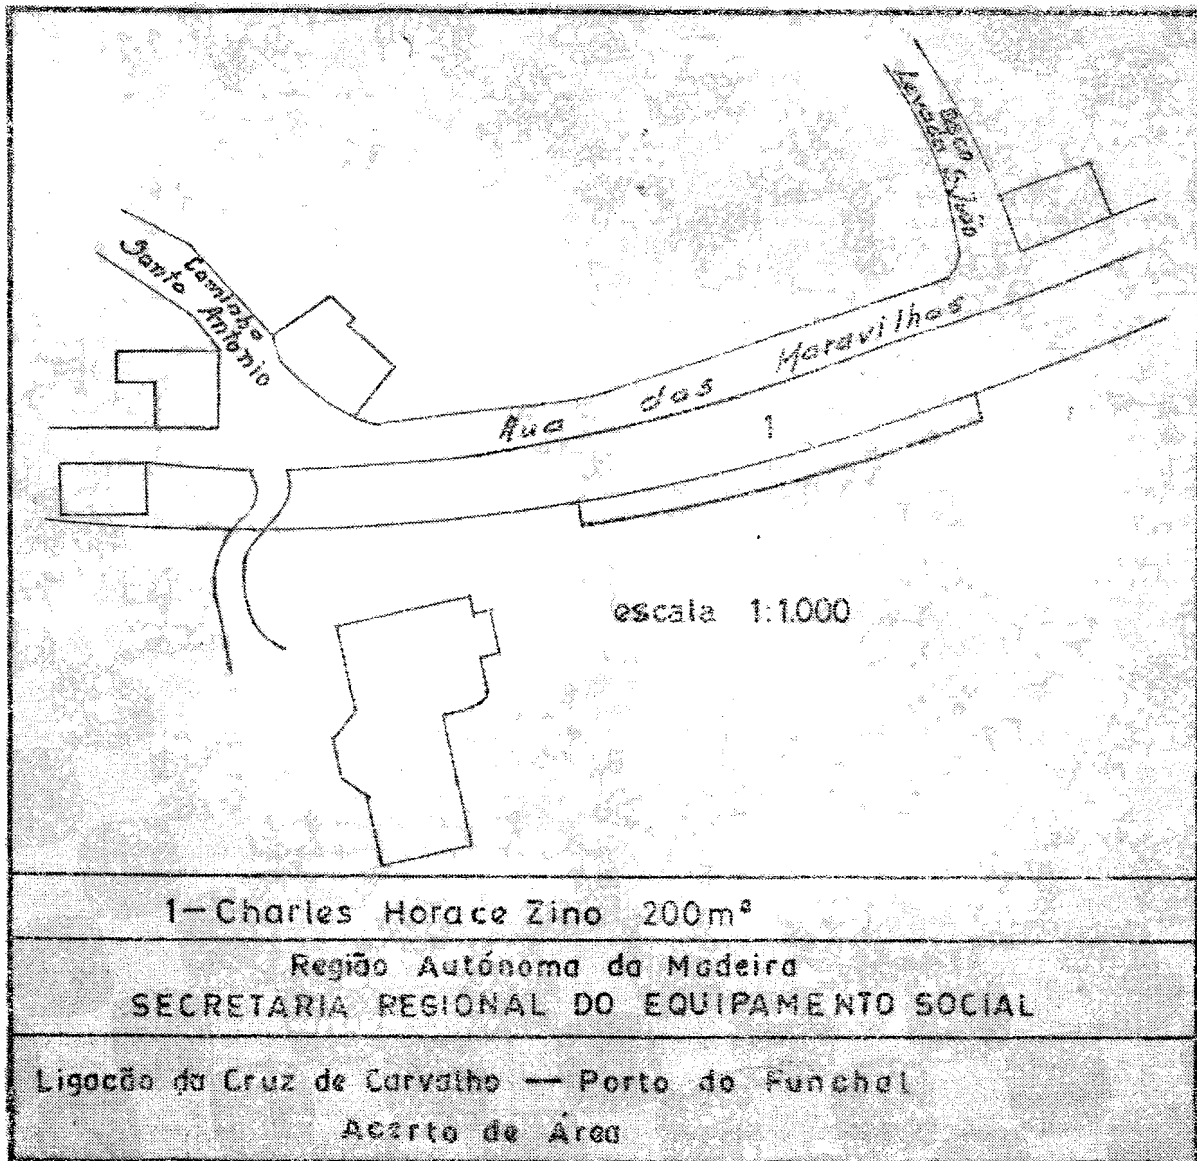 Beco S. João
Levada
Caminho
Santo Antonio
Rua das Maravilhas
1
escala 1:1.000
1-Charles Horace Zino 200m²
Região Autónoma da Madeira
SECRETARIA REGIONAL DO EQUIPAMENTO SOCIAL
Ligação da Cruz de Carvalho — Porto do Funchal
Acerto de Área